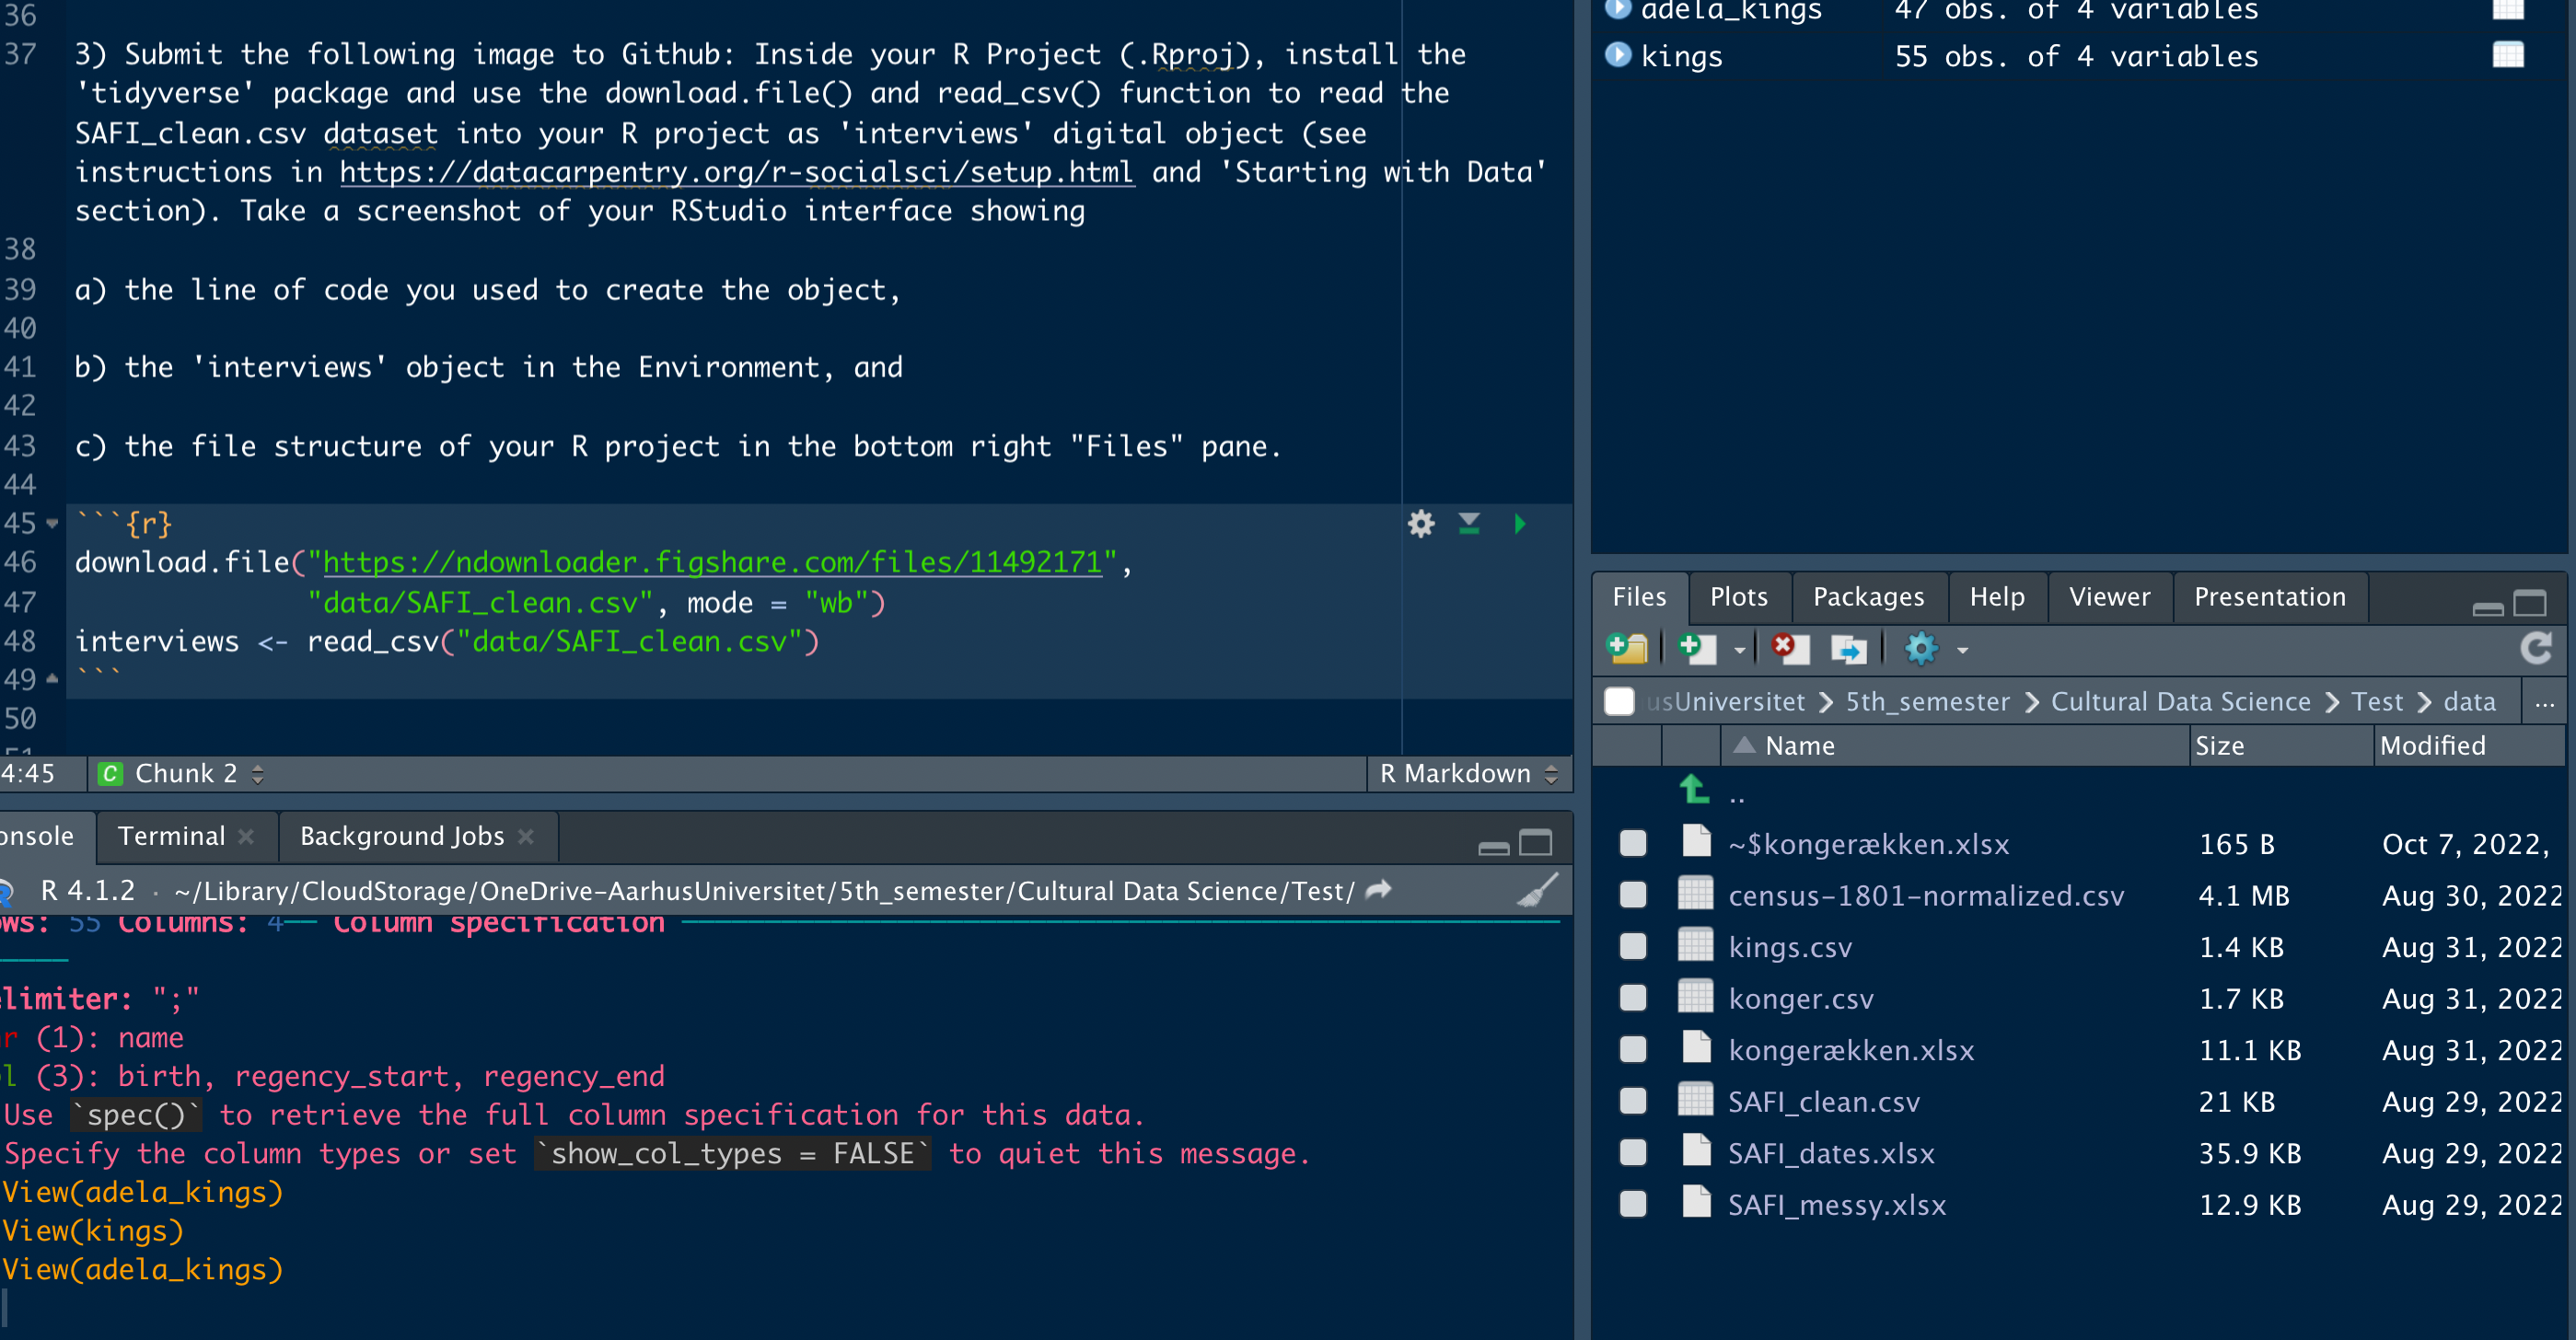 36
37 3) Submit the following image to Github: Inside your R Project (.Rproj), install the
'tidyverse' package and use the download.file() and read_csv() function to read the
SAFI_clean.csv dataset into your R project as 'interviews' digital object (see
instructions in https://datacarpentry.org/r-socialsci/setup.html and 'Starting with Data'
section). Take a screenshot of your RStudio interface showing
38
39 a) the line of code you used to create the object,
40
41 b) the 'interviews' object in the Environment, and
42
43 c) the file structure of your R project in the bottom right "Files" pane.
44
45 ```{r}
46 download.file("https://ndownloader.figshare.com/files/11492171",
47 "data/SAFI_clean.csv", mode = "wb")
48 interviews <- read_csv("data/SAFI_clean.csv")
49 ```
50
51
4:45 C Chunk 2 R Markdown
onsole Terminal Background Jobs
R 4.1.2 · ~/Library/CloudStorage/OneDrive-AarhusUniversitet/5th_semester/Cultural Data Science/Test/
ows: 55 Columns: 4── Column specification
elimiter: ";"
r (1): name
l (3): birth, regency_start, regency_end
Use `spec()` to retrieve the full column specification for this data.
Specify the column types or set `show_col_types = FALSE` to quiet this message.
View(adela_kings)
View(kings)
View(adela_kings)
adela_kings 47 obs. of 4 variables
kings 55 obs. of 4 variables
Files Plots Packages Help Viewer Presentation
usUniversitet 5th_semester Cultural Data Science Test data ...
Name Size Modified
..
~$kongerækken.xlsx 165 B Oct 7, 2022,
census-1801-normalized.csv 4.1 MB Aug 30, 2022
kings.csv 1.4 KB Aug 31, 2022
konger.csv 1.7 KB Aug 31, 2022
kongerækken.xlsx 11.1 KB Aug 31, 2022
SAFI_clean.csv 21 KB Aug 29, 2022
SAFI_dates.xlsx 35.9 KB Aug 29, 2022
SAFI_messy.xlsx 12.9 KB Aug 29, 2022